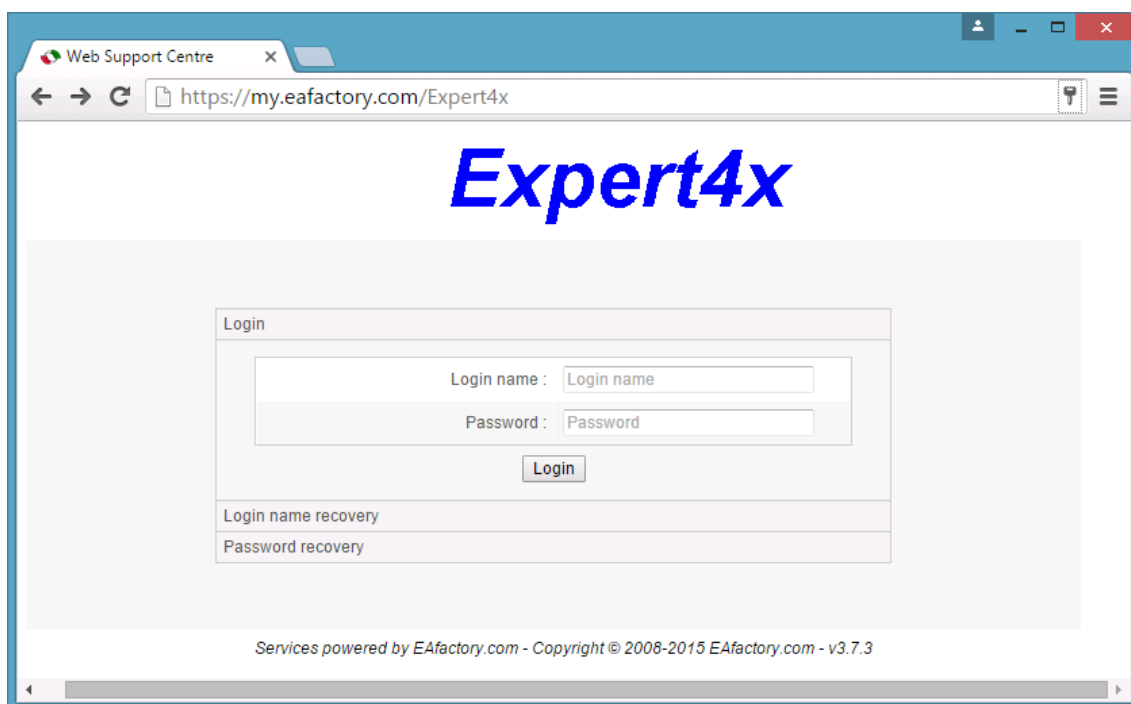 Web Support Centre
https://my.eafactory.com/Expert4x
Expert4x
Login
Login name : Login name
Password : Password
Login
Login name recovery
Password recovery
Services powered by EAfactory.com - Copyright © 2008-2015 EAfactory.com - v3.7.3